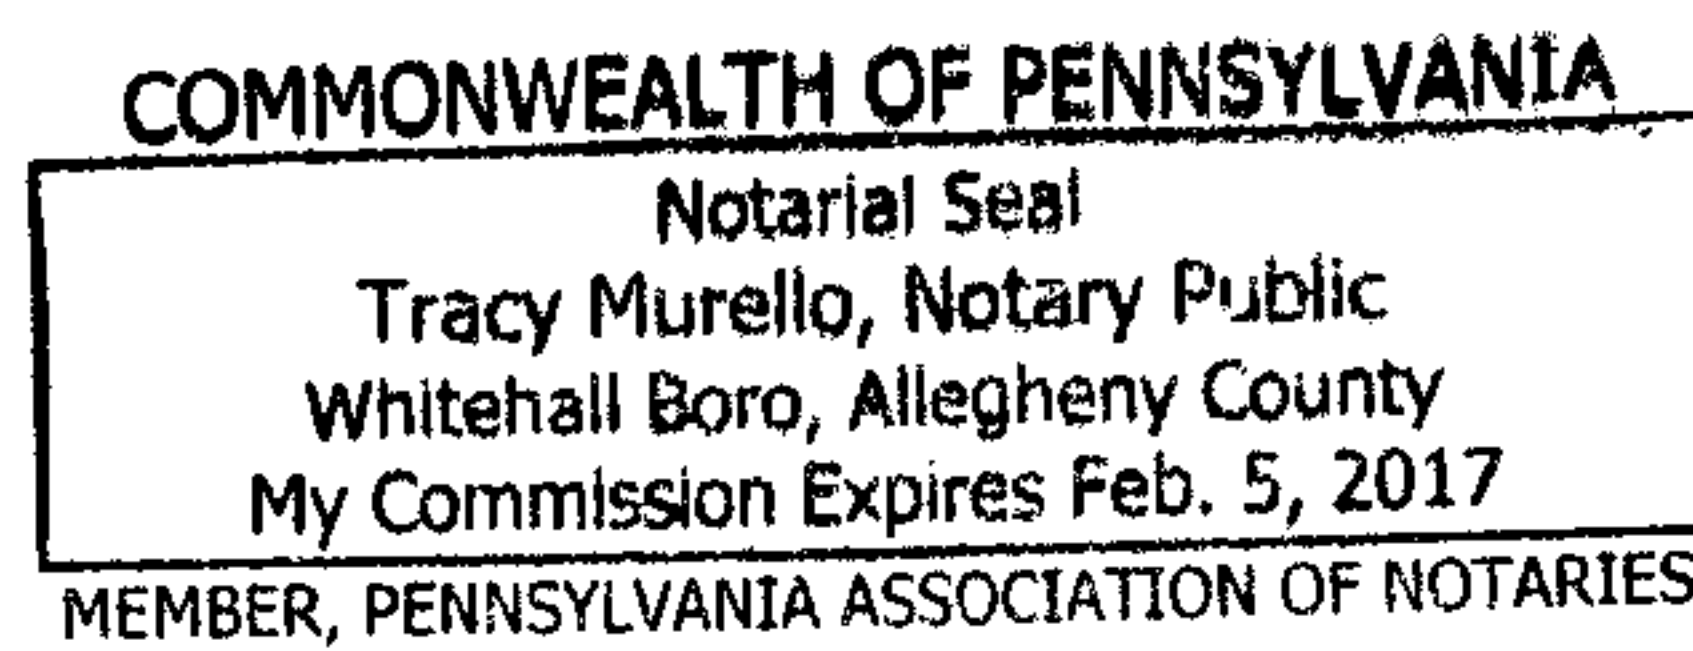 COMMONWEALTH OF PENNSYLVANIA
Notarial Seal
Tracy Murello, Notary Public
Whitehall Boro, Allegheny County
My Commission Expires Feb. 5, 2017
MEMBER, PENNSYLVANIA ASSOCIATION OF NOTARIES